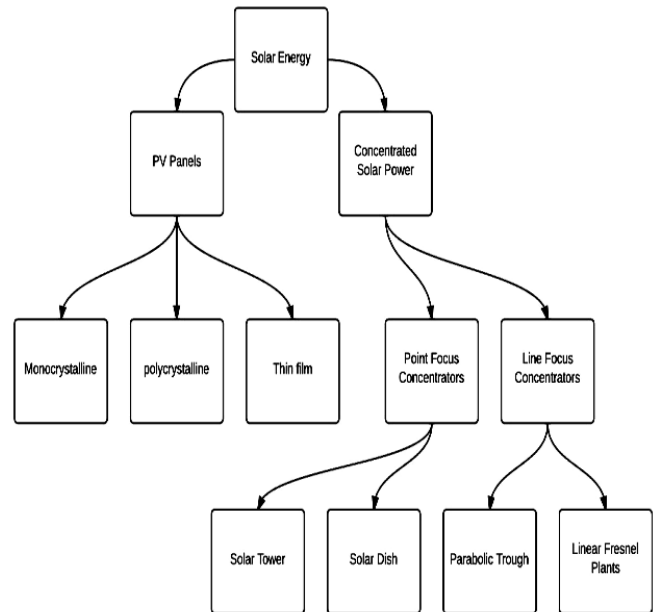 Solar Energy
PV Panels
Concentrated
Solar Power
Monocrystalline
polycrystalline
Thin film
Point Focus
Concentrators
Line Focus
Concentrators
Solar Tower
Solar Dish
Parabolic Trough
Linear Fresnel
Plants